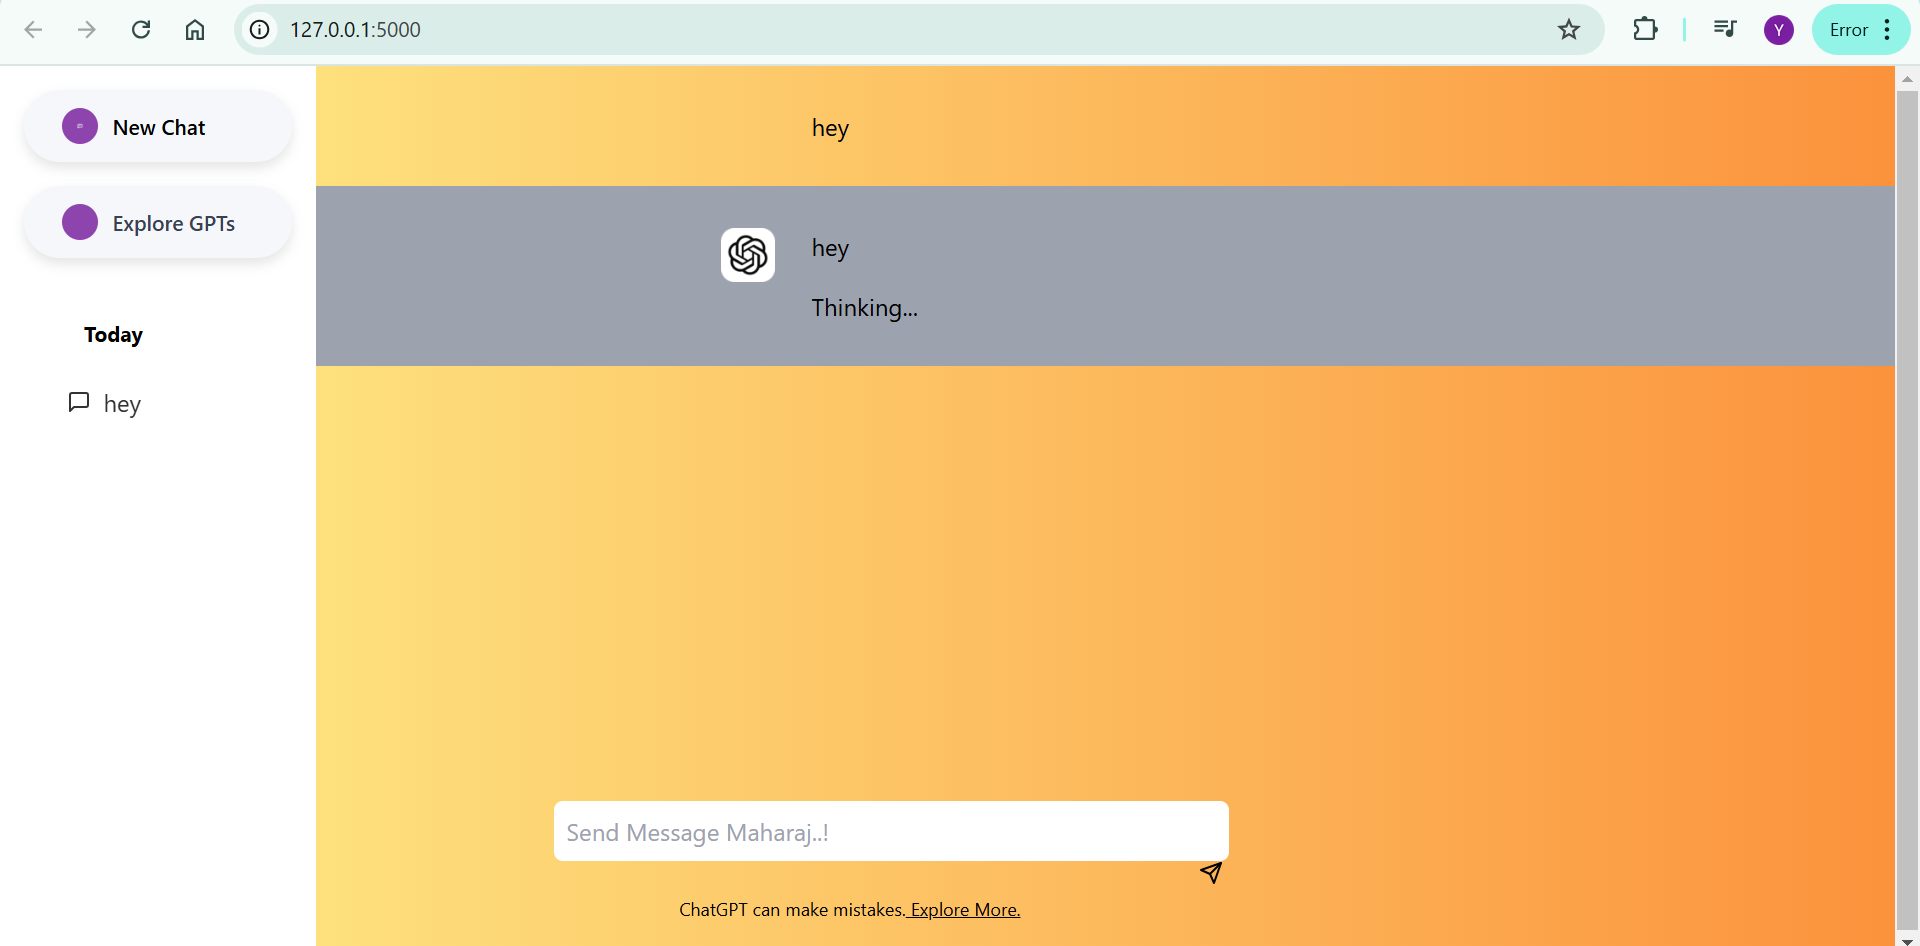 127.0.0.1:5000
Y
Error
New Chat
Explore GPTs
Today
hey
hey
hey
Thinking...
Send Message Maharaj..!
ChatGPT can make mistakes. Explore More.